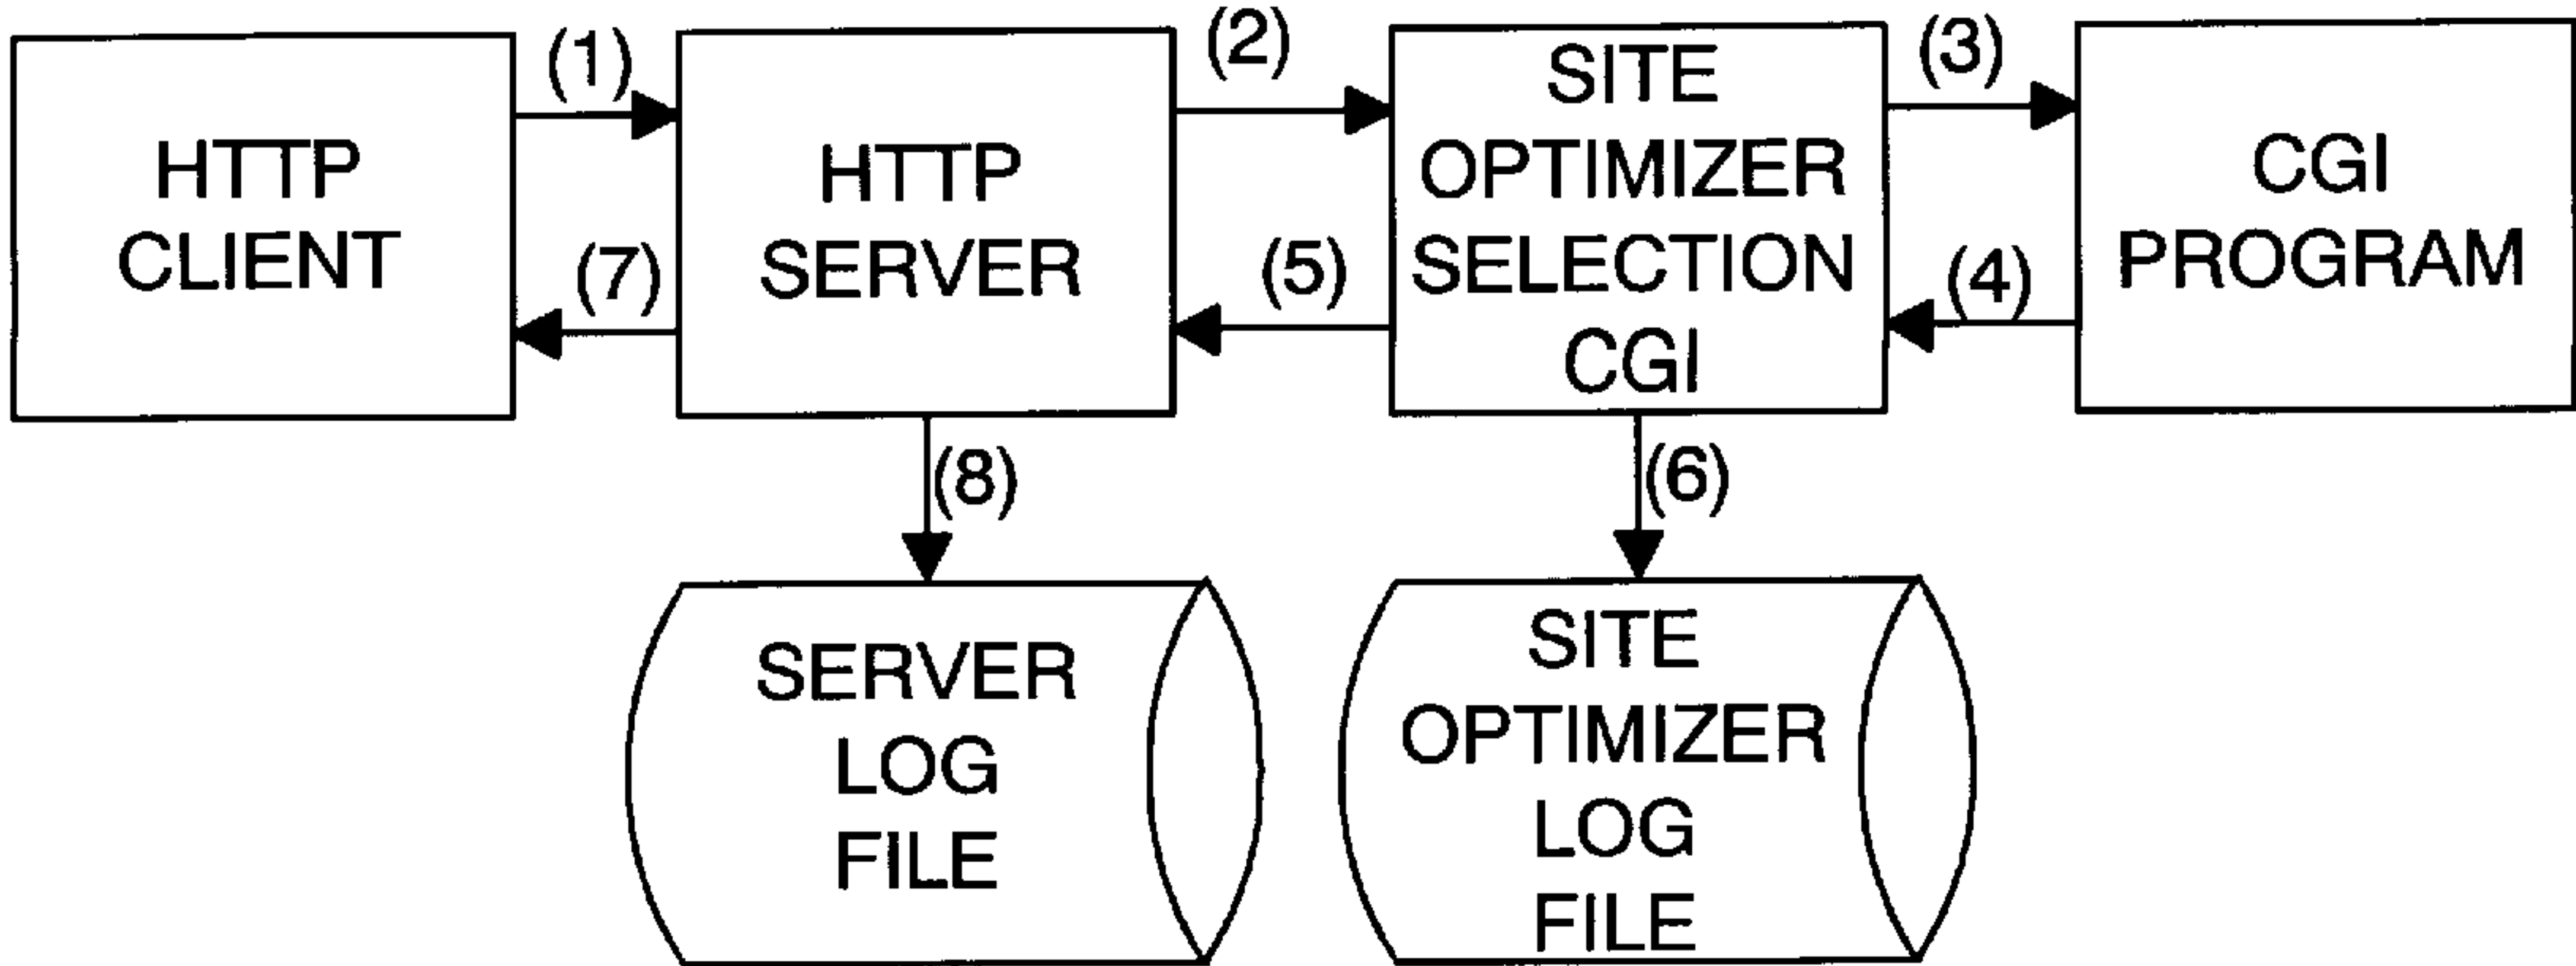 (1)
(2)
(3)
HTTP
CLIENT
HTTP
SERVER
SITE
OPTIMIZER
SELECTION
CGI
CGI
PROGRAM
(7)
(5)
(4)
(8)
(6)
SERVER
LOG
FILE
SITE
OPTIMIZER
LOG
FILE